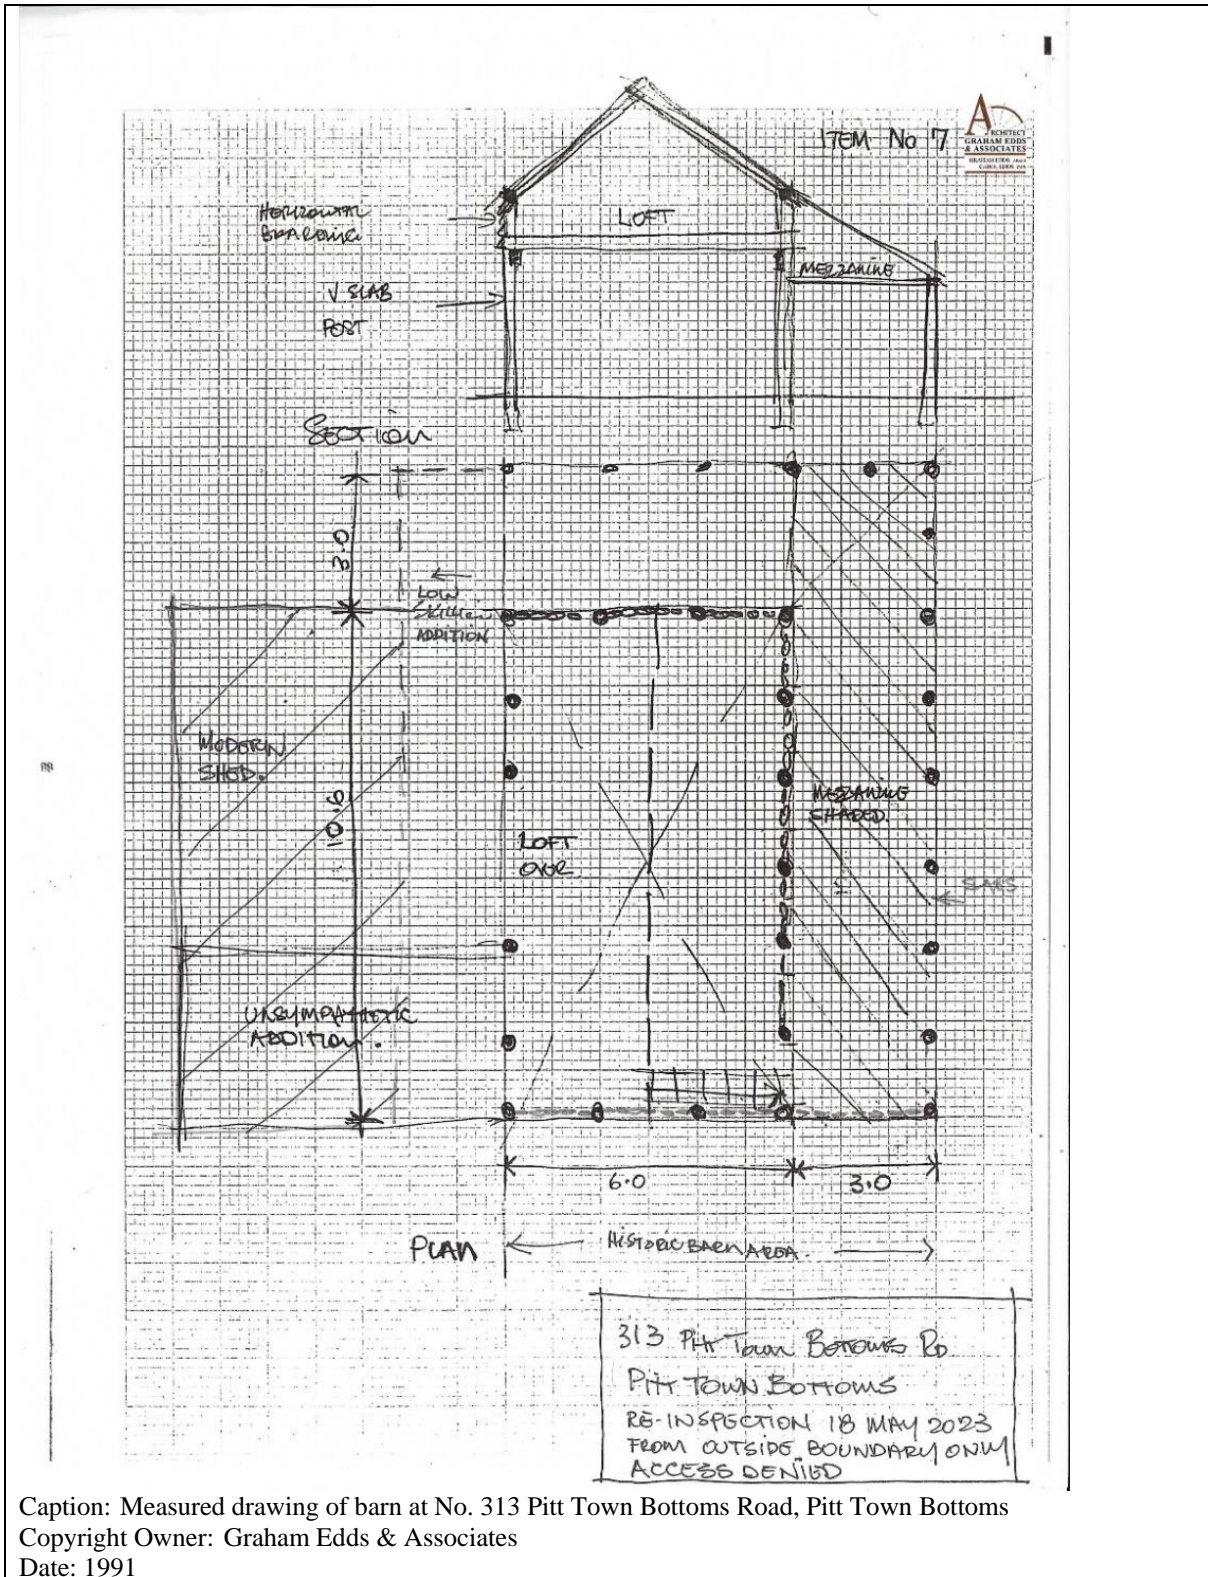 ITEM No 7
ARCHITECT
GRAHAM EDDS
& ASSOCIATES
HORIZONTAL
BOARDING
LOFT
MEZZANINE
V SLAB
POST
SECTION
3.0
LOW
Skillion
ADDITION
MODERN
SHED.
10.6
LOFT
OVER
MEZZANINE
SHADED.
UNSYMPATHETIC
ADDITION.
6.0
3.0
PLAN
HISTORIC BARN AREA.
313 Pitt Town Bottoms RD
PITT TOWN BOTTOMS
RE-INSPECTION 18 MAY 2023
FROM OUTSIDE BOUNDARY ONLY
ACCESS DENIED
Caption: Measured drawing of barn at No. 313 Pitt Town Bottoms Road, Pitt Town Bottoms
Copyright Owner: Graham Edds & Associates
Date: 1991